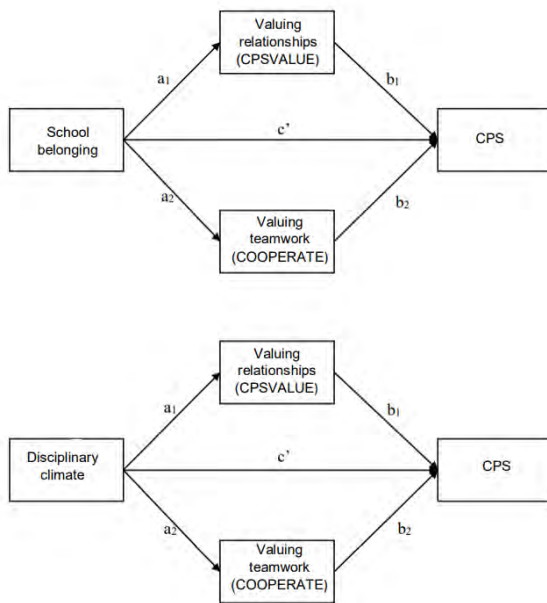 Valuing
relationships
(CPSVALUE)
a1
b1
School
belonging
c'
CPS
a2
b2
Valuing
teamwork
(COOPERATE)
Valuing
relationships
(CPSVALUE)
a1
b1
Disciplinary
climate
c'
CPS
a2
b2
Valuing
teamwork
(COOPERATE)